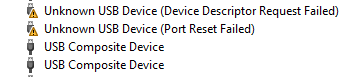 Unknown USB Device (Device Descriptor Request Failed)
Unknown USB Device (Port Reset Failed)
USB Composite Device
USB Composite Device